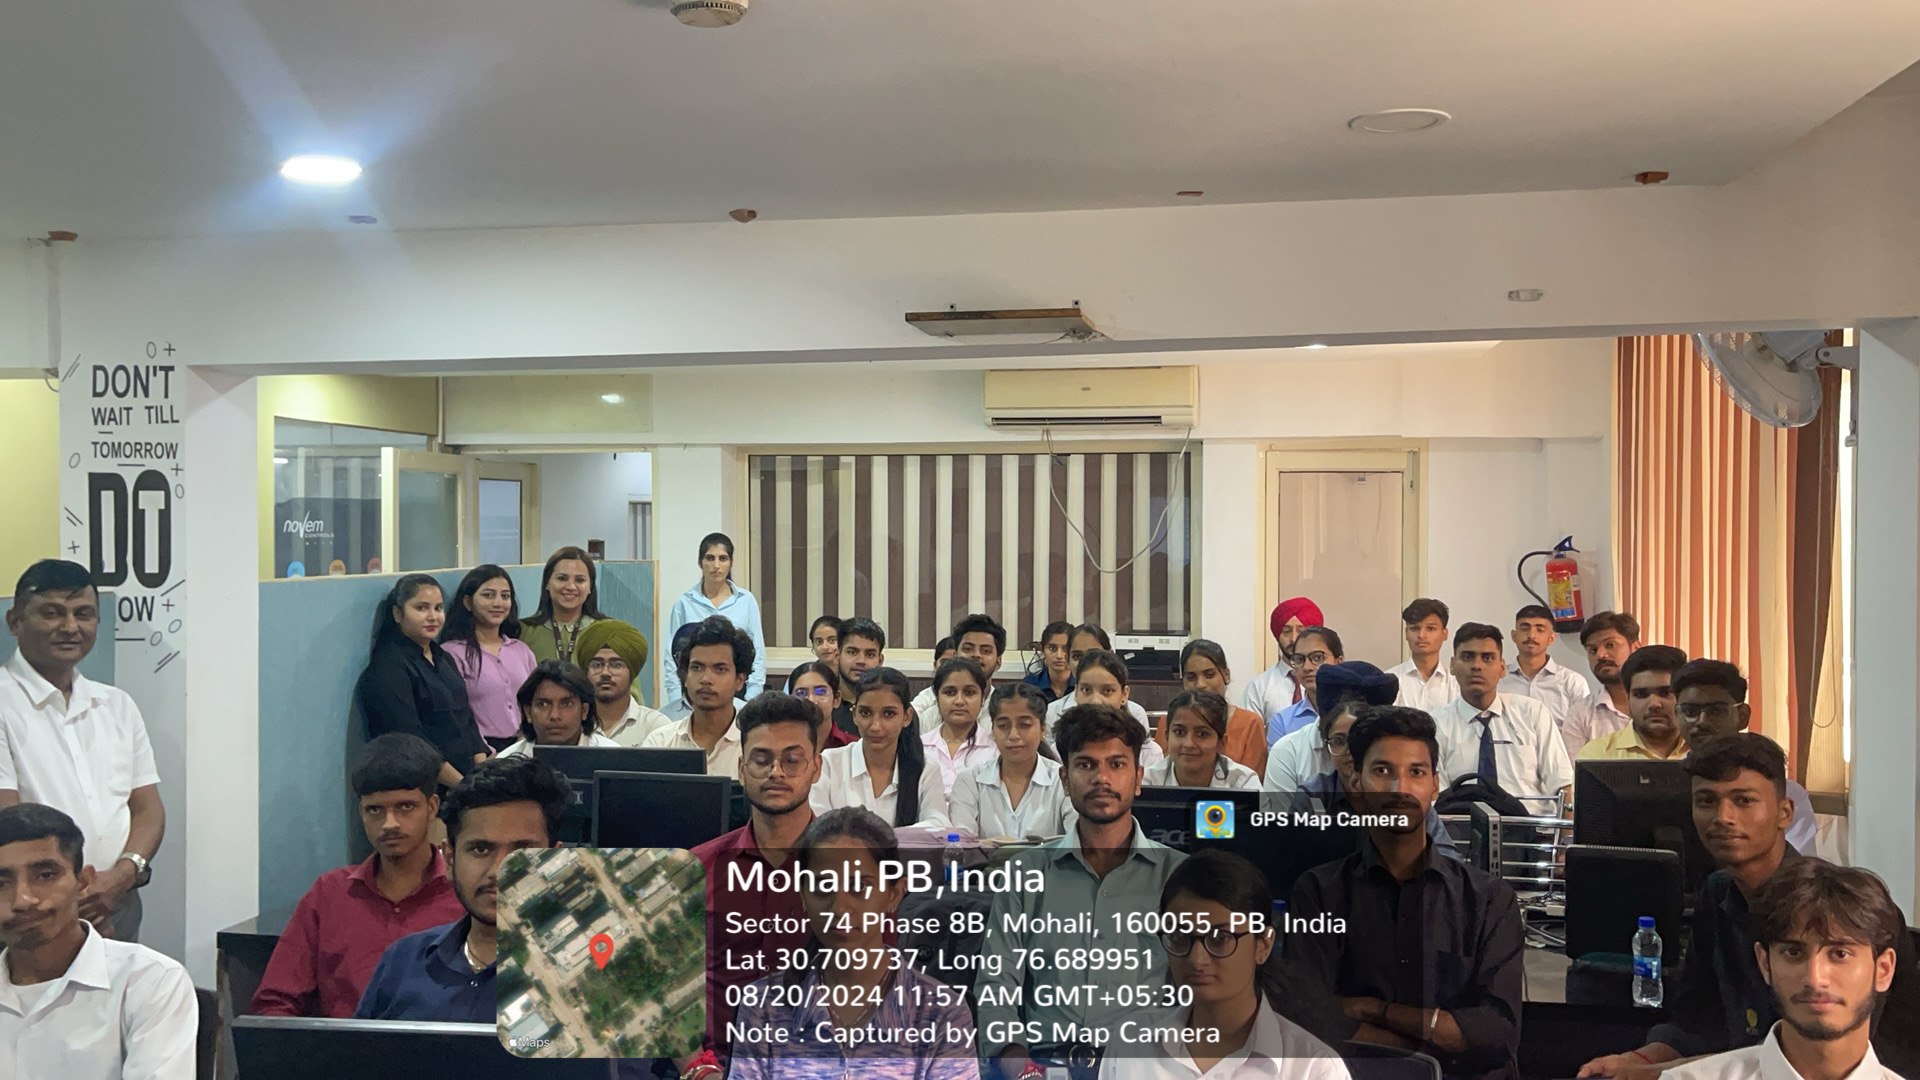 DON'T
WAIT TILL
TOMORROW
DO
OW
novem
CONTROLS
acer
GPS Map Camera
Mohali,PB,India
Sector 74 Phase 8B, Mohali, 160055, PB, India
Lat 30.709737, Long 76.689951
08/20/2024 11:57 AM GMT+05:30
Note : Captured by GPS Map Camera
Maps